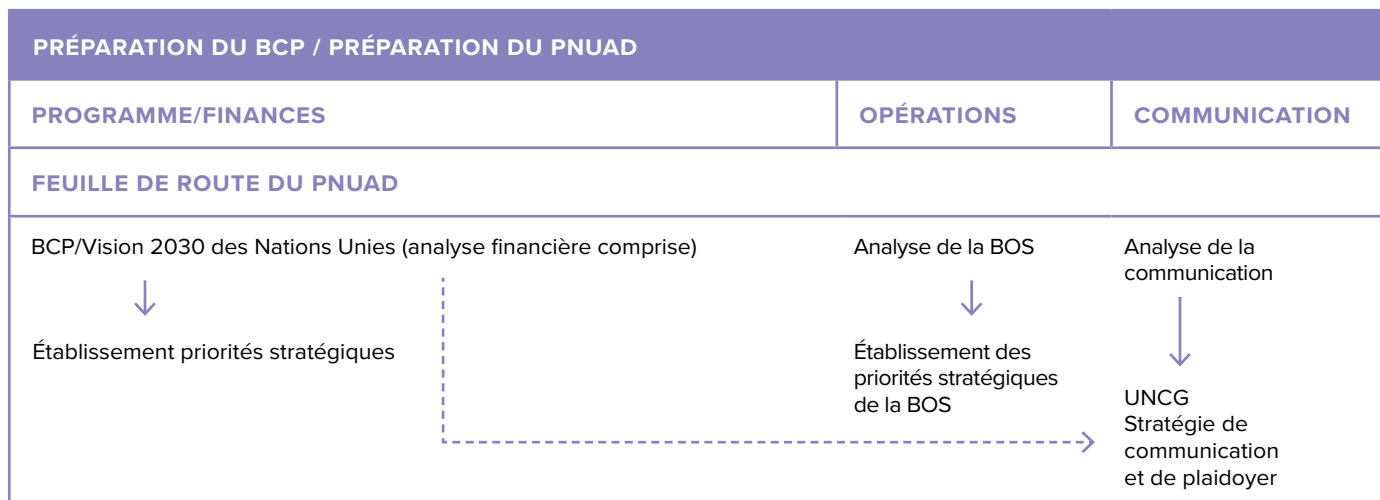 PRÉPARATION DU BCP / PRÉPARATION DU PNUAD
PROGRAMME/FINANCES
OPÉRATIONS
COMMUNICATION
FEUILLE DE ROUTE DU PNUAD
BCP/Vision 2030 des Nations Unies (analyse financière comprise)
Établissement priorités stratégiques
Analyse de la BOS
Établissement des
priorités stratégiques
de la BOS
Analyse de la
communication
UNCG
Stratégie de
communication
et de plaidoyer